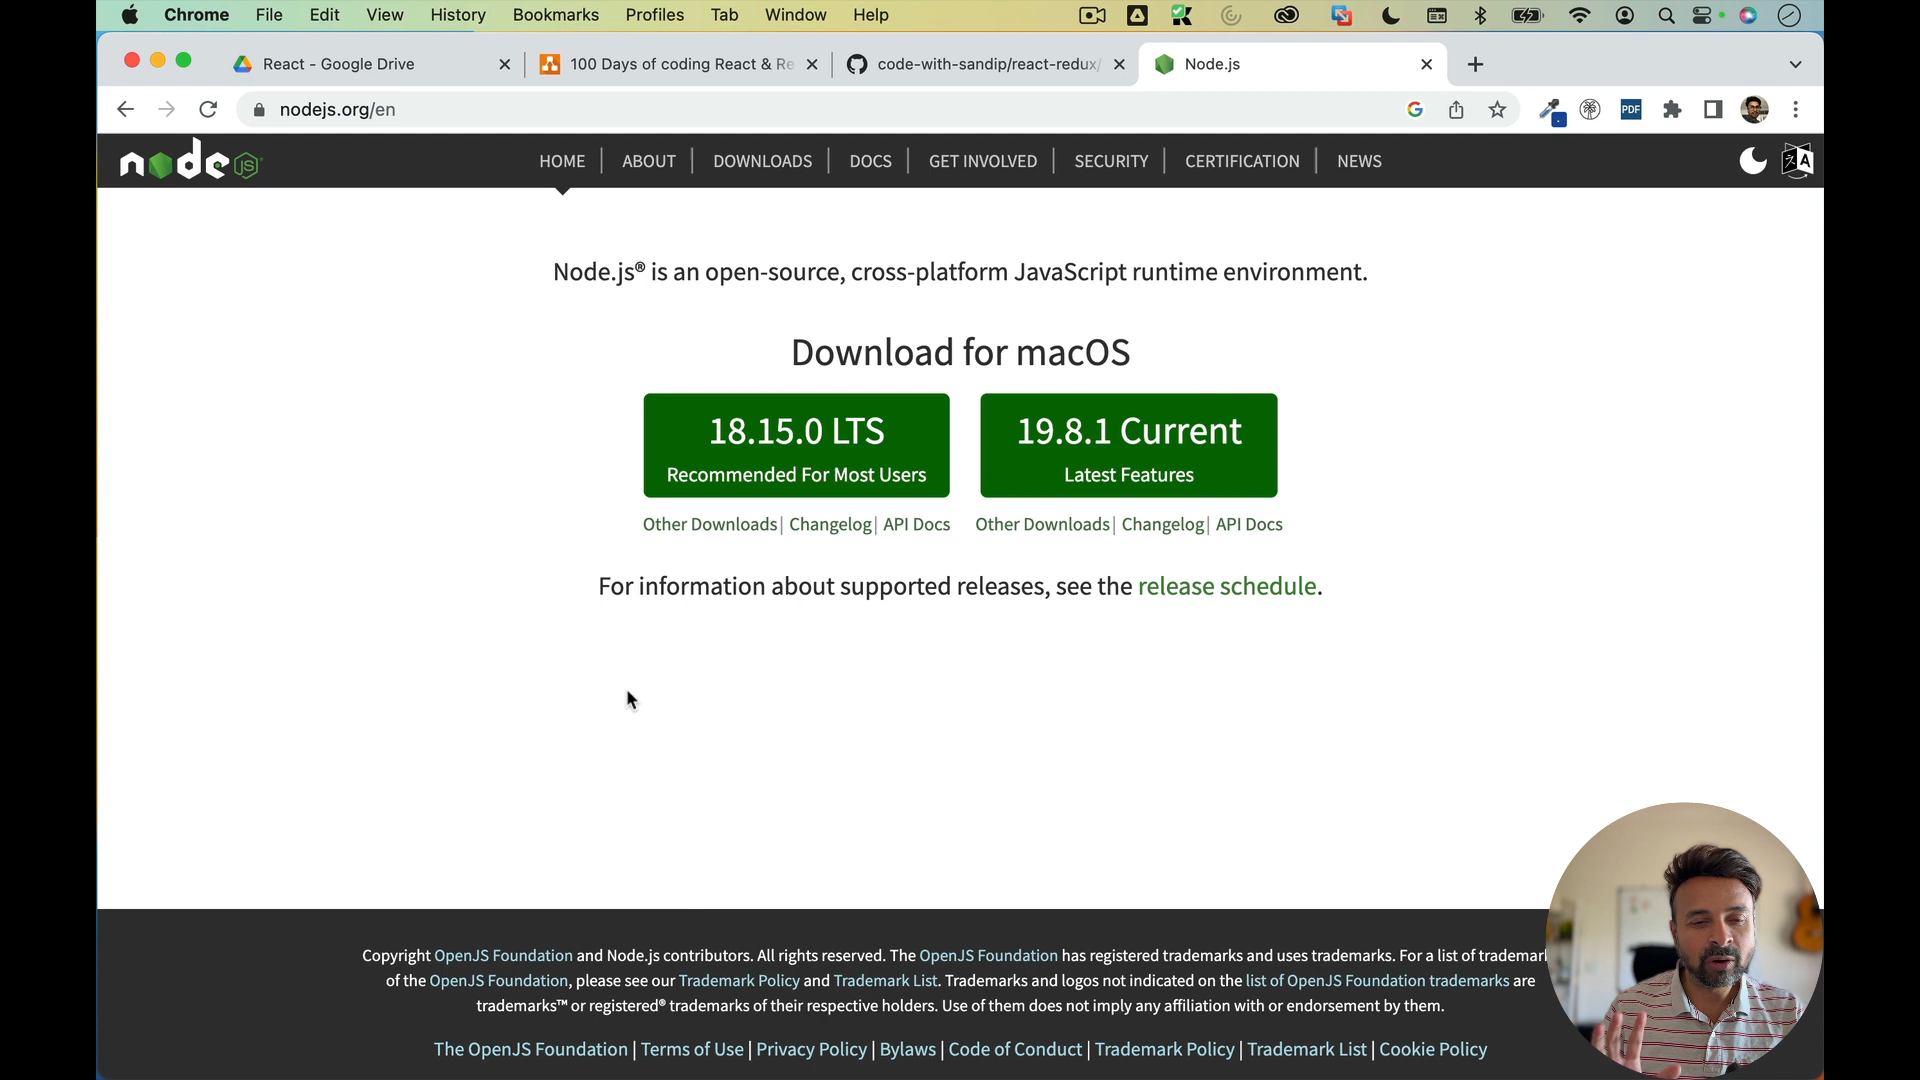 Chrome File Edit View History Bookmarks Profiles Tab Window Help
React - Google Drive
100 Days of coding React & Re
code-with-sandip/react-redux/
Node.js
nodejs.org/en
PDF
node JS
HOME | ABOUT | DOWNLOADS | DOCS | GET INVOLVED | SECURITY | CERTIFICATION | NEWS
Node.js® is an open-source, cross-platform JavaScript runtime environment.
Download for macOS
18.15.0 LTS
Recommended For Most Users
19.8.1 Current
Latest Features
Other Downloads | Changelog | API Docs
Other Downloads | Changelog | API Docs
For information about supported releases, see the release schedule.
Copyright OpenJS Foundation and Node.js contributors. All rights reserved. The OpenJS Foundation has registered trademarks and uses trademarks. For a list of trademark
of the OpenJS Foundation, please see our Trademark Policy and Trademark List. Trademarks and logos not indicated on the list of OpenJS Foundation trademarks are
trademarks™ or registered® trademarks of their respective holders. Use of them does not imply any affiliation with or endorsement by them.
The OpenJS Foundation | Terms of Use | Privacy Policy | Bylaws | Code of Conduct | Trademark Policy | Trademark List | Cookie Policy